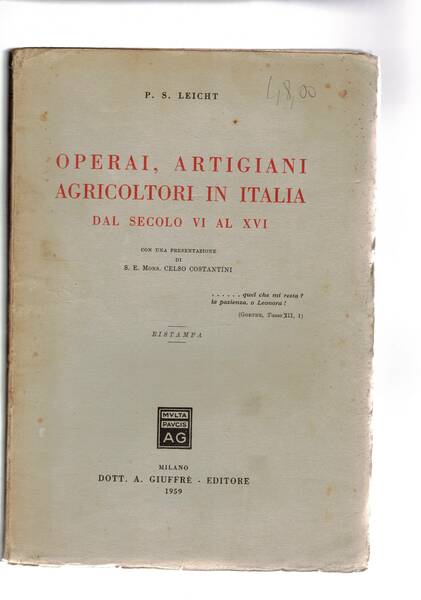 P. S. LEICHT
L,8,00
OPERAI, ARTIGIANI
AGRICOLTORI IN ITALIA
DAL SECOLO VI AL XVI
CON UNA PRESENTAZIONE
DI
S. E. MONS. CELSO COSTANTINI
...... quel che mi resta?
la pazienza, o Leonora!
(GOETHE, Tasso III, 1)
RISTAMPA
MVLTA
PAVCIS
AG
MILANO
DOTT. A. GIUFFRÈ - EDITORE
1959